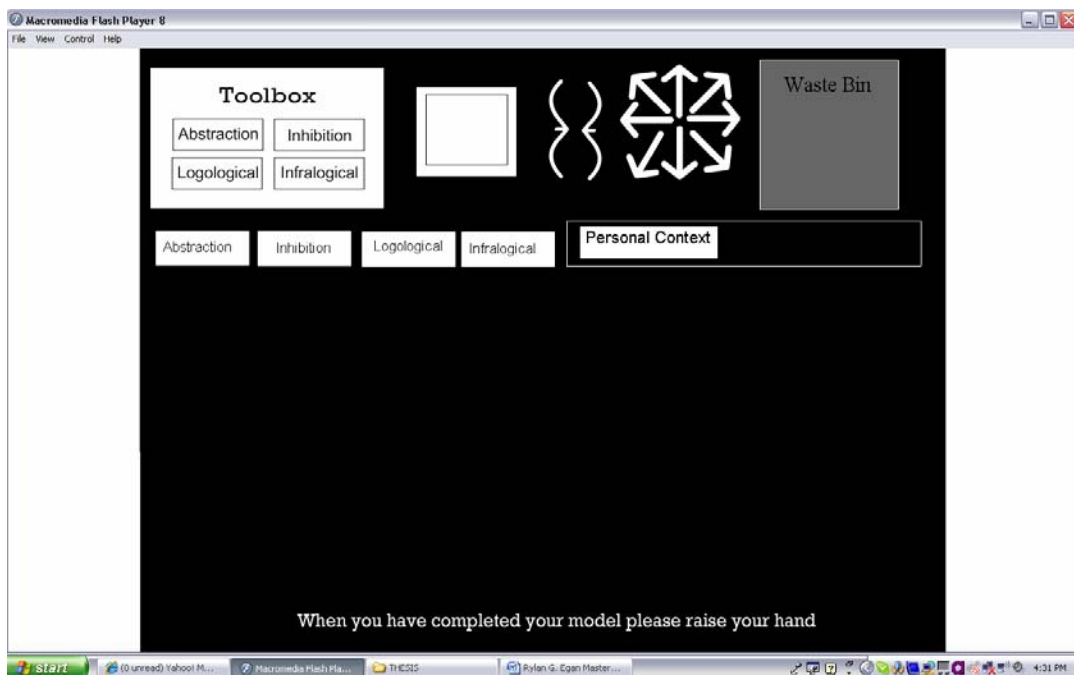 Macromedia Flash Player 8
File View Control Help
Toolbox
Abstraction Inhibition
Logological Infralogical
Waste Bin
Abstraction Inhibition Logological Infralogical Personal Context
When you have completed your model please raise your hand
start (0 unread) Yahoo! M... Macromedia Flash Pla... THESIS Rylan G. Egan Master... 4:31 PM